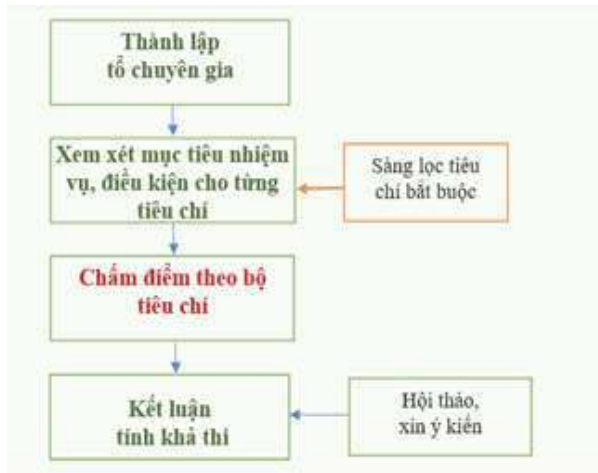 Thành lập
tổ chuyên gia
Xem xét mục tiêu nhiệm
vụ, điều kiện cho từng
tiêu chí
Sàng lọc tiêu
chí bắt buộc
Chấm điểm theo bộ
tiêu chí
Kết luận
tính khả thi
Hội thảo,
xin ý kiến